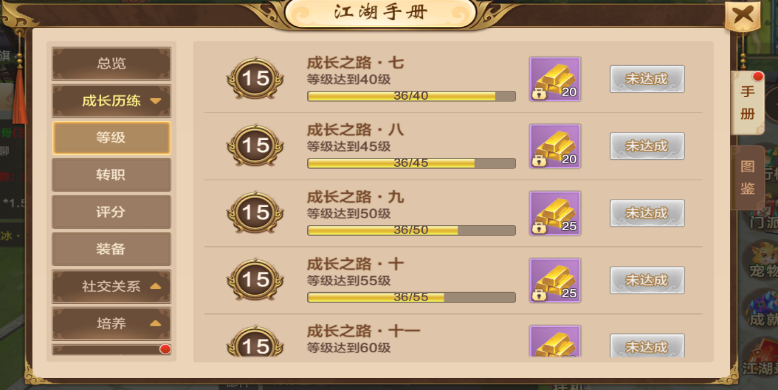 江湖手册
总览
成长历练
等级
转职
评分
装备
社交关系
培养
15
成长之路·七
等级达到40级
36/40
20
未达成
15
成长之路·八
等级达到45级
36/45
20
未达成
15
成长之路·九
等级达到50级
36/50
25
未达成
15
成长之路·十
等级达到55级
36/55
25
未达成
15
成长之路·十一
等级达到60级
未达成
手册
图鉴
门派
宠物
成就
江湖
*1.5
冰·